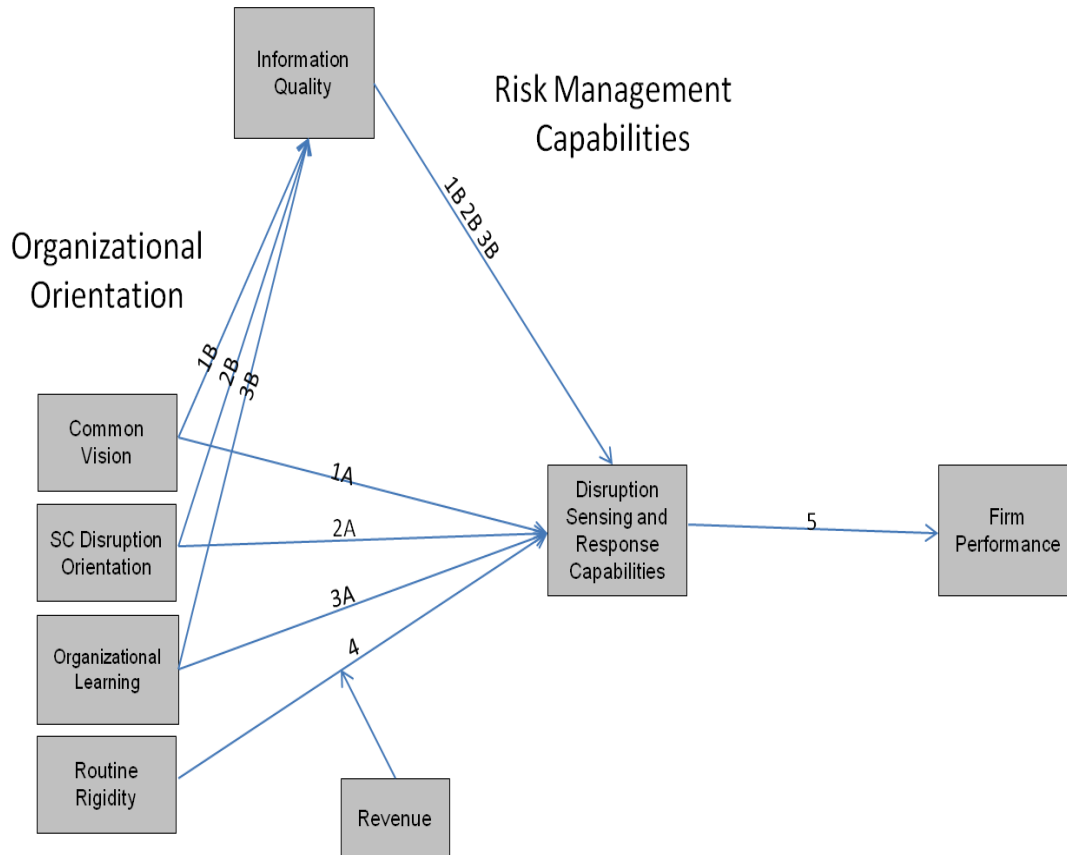 Information
Quality
Risk Management
Capabilities
1B 2B 3B
Organizational
Orientation
1B
2B
3B
Common
Vision
1A
SC Disruption
Orientation
2A
Disruption
Sensing and
Response
Capabilities
5
Firm
Performance
Organizational
Learning
3A
4
Routine
Rigidity
Revenue